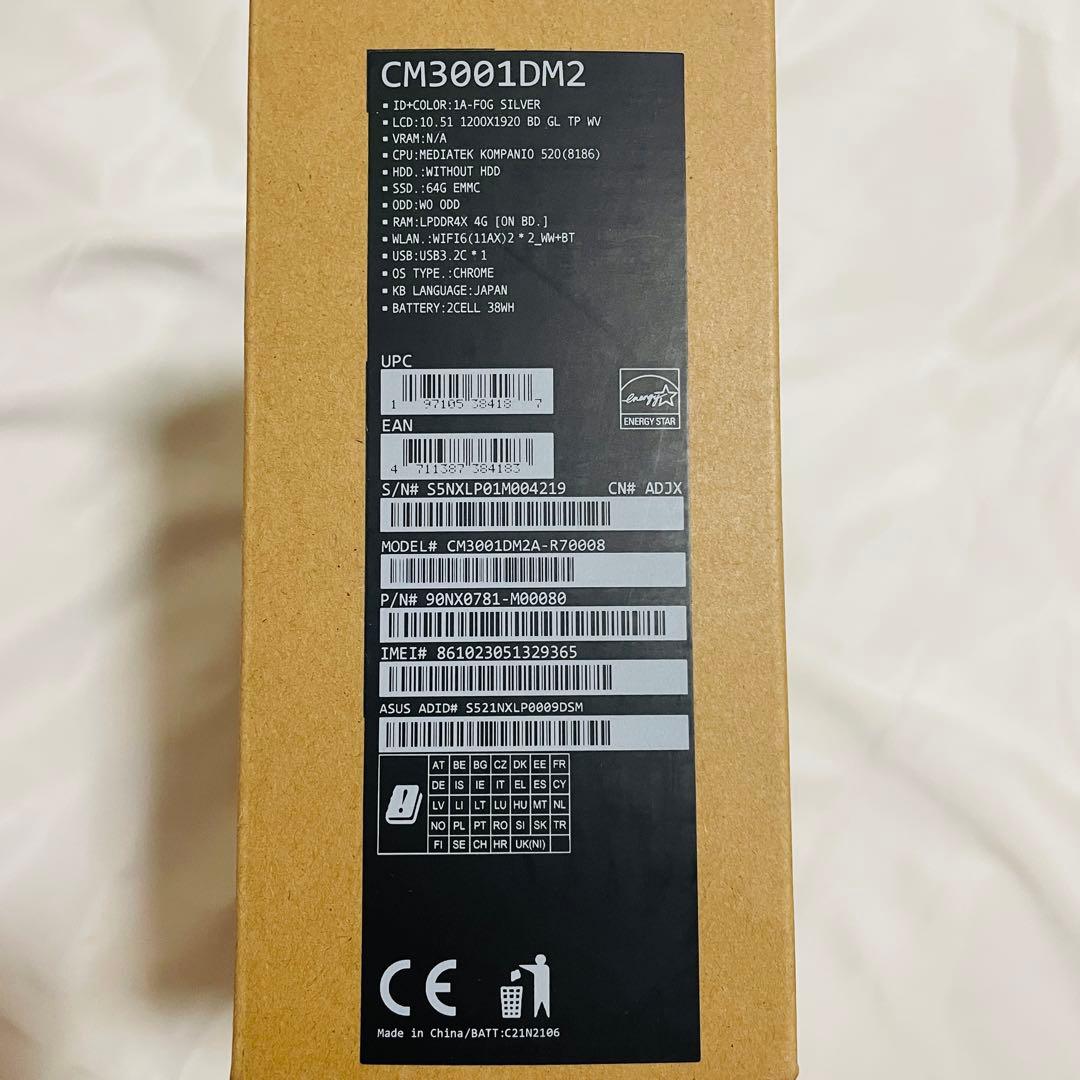 CM3001DM2
▪ ID+COLOR:1A-FOG SILVER
▪ LCD:10.51 1200X1920 BD GL TP WV
▪ VRAM:N/A
▪ CPU:MEDIATEK KOMPANIO 520(8186)
▪ HDD.:WITHOUT HDD
▪ SSD.:64G EMMC
▪ ODD:WO ODD
▪ RAM:LPDDR4X 4G [ON BD.]
▪ WLAN.:WIFI6(11AX)2*2_WW+BT
▪ USB:USB3.2C*1
▪ OS TYPE.:CHROME
▪ KB LANGUAGE:JAPAN
▪ BATTERY:2CELL 38WH
UPC
1 97105 38418 7
energy
ENERGY STAR
EAN
4 711387 384183
S/N# S5NXLP01M004219 CN# ADJX
MODEL# CM3001DM2A-R70008
P/N# 90NX0781-M00080
IMEI# 861023051329365
ASUS ADID# S521NXLP0009DSM
AT BE BG CZ DK EE FR
DE IS IE IT EL ES CY
LV LI LT LU HU MT NL
NO PL PT RO SI SK TR
FI SE CH HR UK(NI)
CE
Made in China/BATT:C21N2106